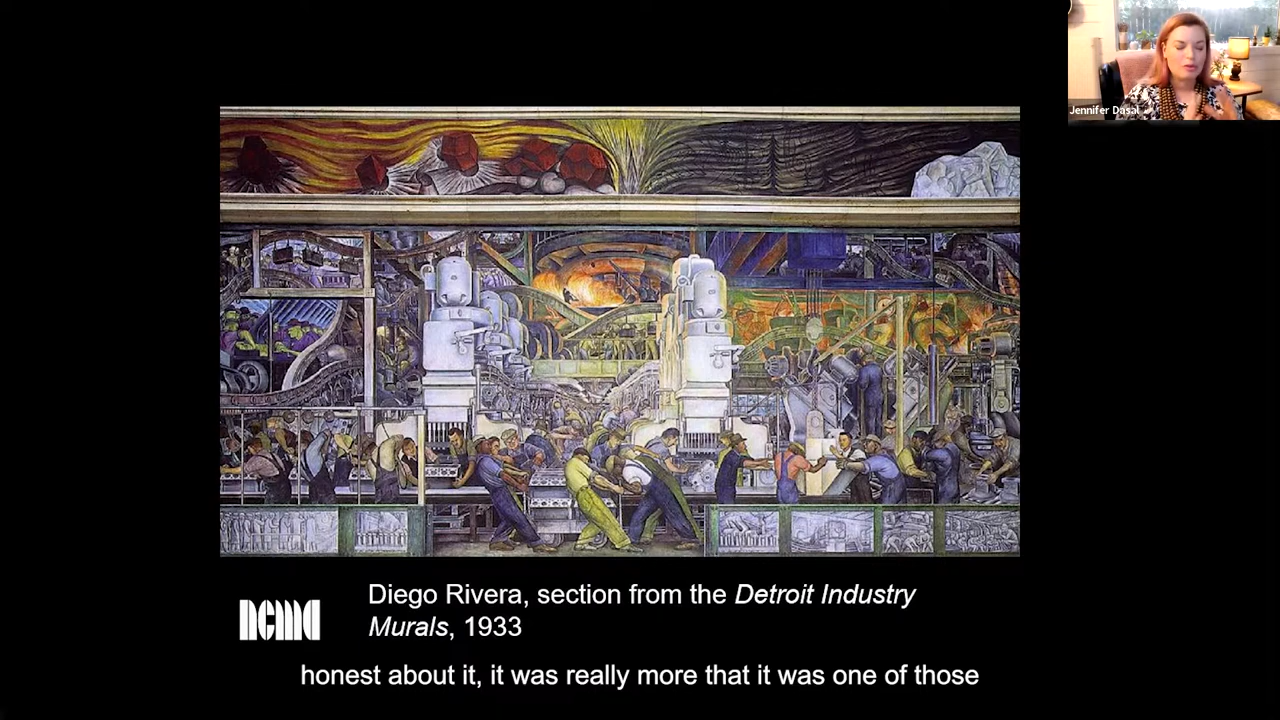 Jennifer Dasal
Diego Rivera, section from the Detroit Industry
Murals, 1933
ncma
honest about it, it was really more that it was one of those